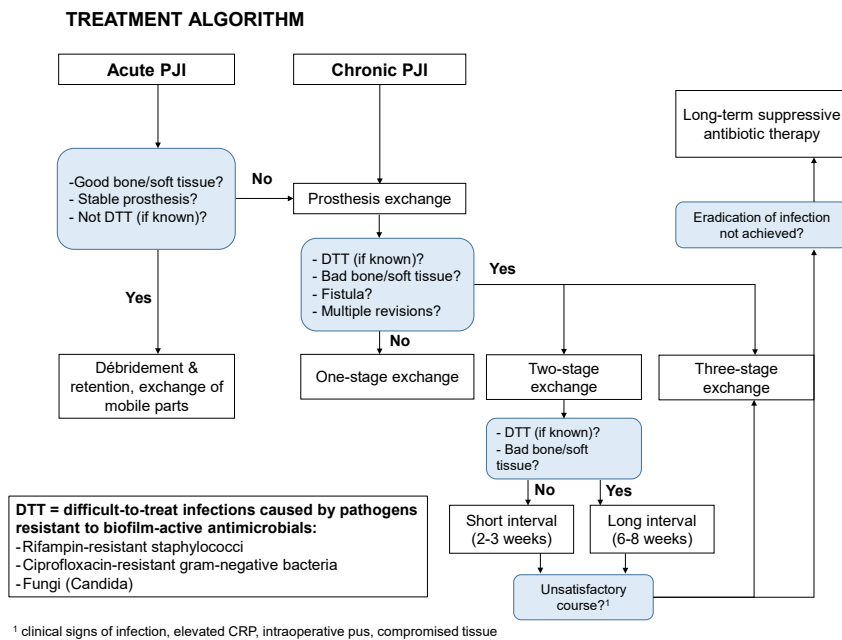 TREATMENT ALGORITHM
Acute PJI
Chronic PJI
Long-term suppressive
antibiotic therapy
-Good bone/soft tissue?
- Stable prosthesis?
- Not DTT (if known)?
No
Prosthesis exchange
Eradication of infection
not achieved?
- DTT (if known)?
- Bad bone/soft tissue?
- Fistula?
- Multiple revisions?
Yes
Yes
No
Débridement &
retention, exchange of
mobile parts
One-stage exchange
Two-stage
exchange
Three-stage
exchange
- DTT (if known)?
- Bad bone/soft
tissue?
No
Yes
Short interval
(2-3 weeks)
Long interval
(6-8 weeks)
Unsatisfactory
course?¹
DTT = difficult-to-treat infections caused by pathogens
resistant to biofilm-active antimicrobials:
- Rifampin-resistant staphylococci
- Ciprofloxacin-resistant gram-negative bacteria
- Fungi (Candida)
¹ clinical signs of infection, elevated CRP, intraoperative pus, compromised tissue